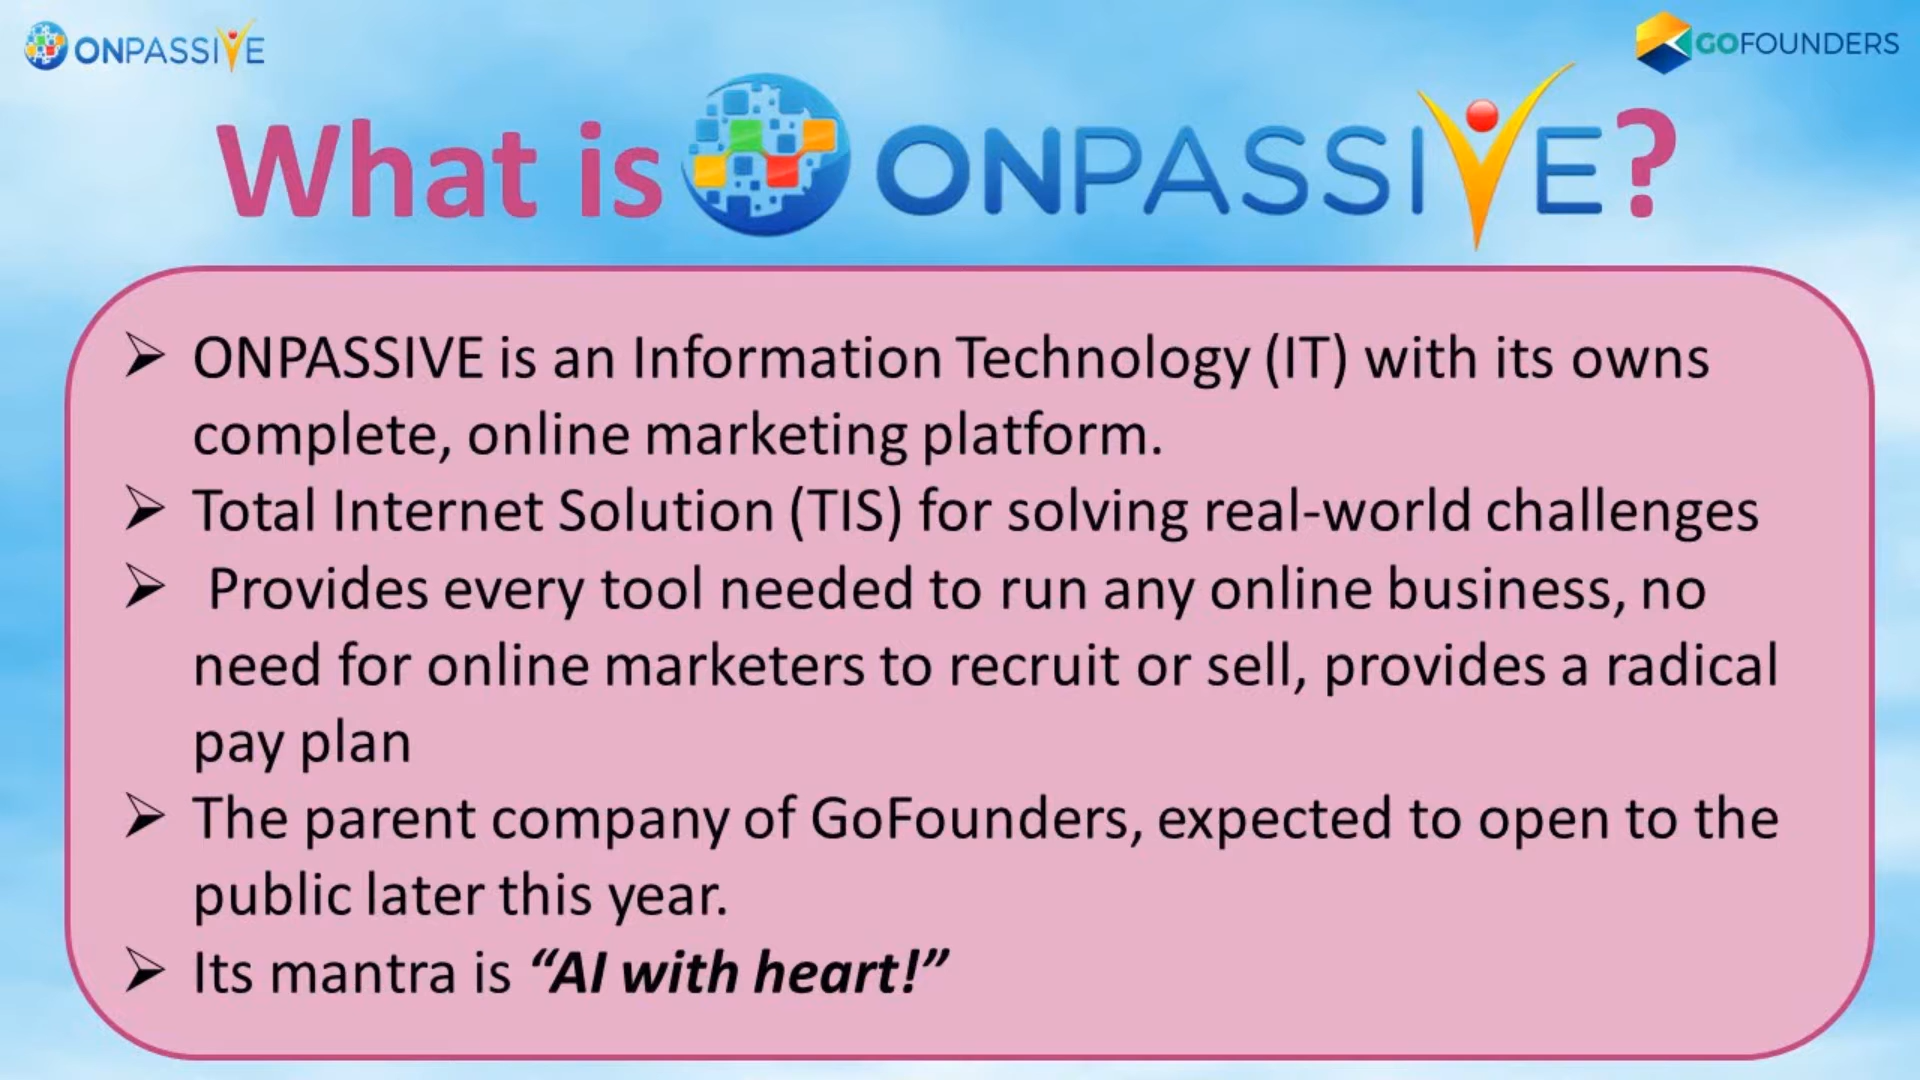 ONPASSIVE
GOFOUNDERS
What is ONPASSIVE?
➢ ONPASSIVE is an Information Technology (IT) with its owns
complete, online marketing platform.
➢ Total Internet Solution (TIS) for solving real-world challenges
➢ Provides every tool needed to run any online business, no
need for online marketers to recruit or sell, provides a radical
pay plan
➢ The parent company of GoFounders, expected to open to the
public later this year.
➢ Its mantra is “AI with heart!”